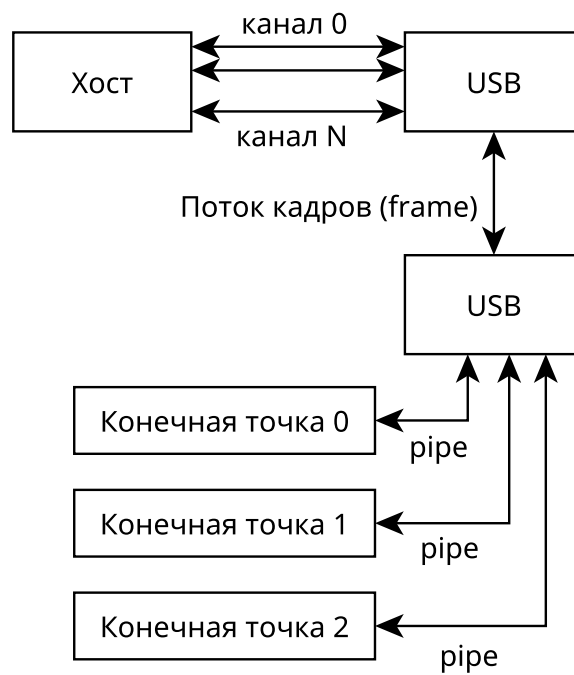 канал 0
Хост
USB
канал N
Поток кадров (frame)
USB
Конечная точка 0
pipe
Конечная точка 1
pipe
Конечная точка 2
pipe